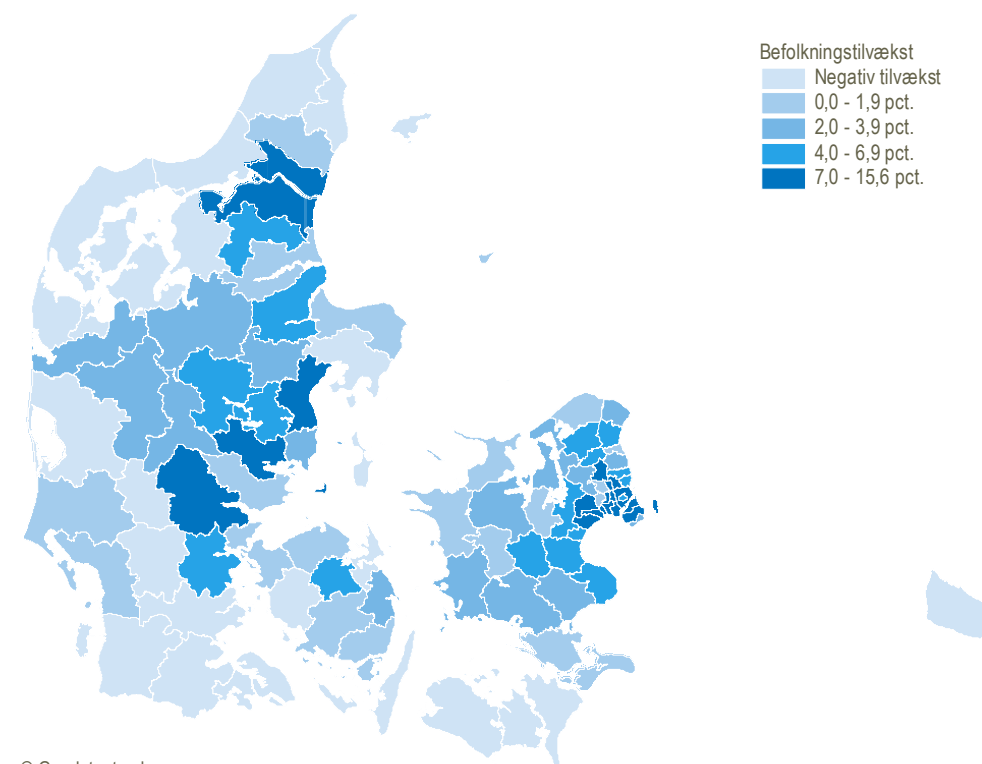 Befolkningstilvækst
Negativ tilvækst
0,0 - 1,9 pct.
2,0 - 3,9 pct.
4,0 - 6,9 pct.
7,0 - 15,6 pct.